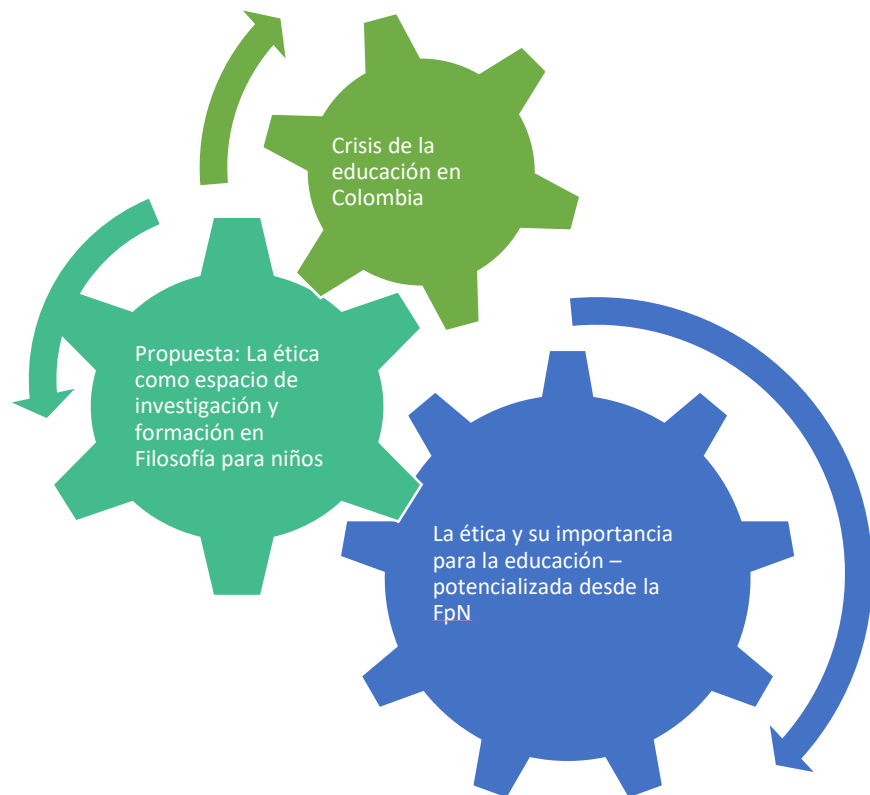 Crisis de la
educación en
Colombia
Propuesta: La ética
como espacio de
investigación y
formación en
Filosofía para niños
La ética y su importancia
para la educación –
potencializada desde la
FpN